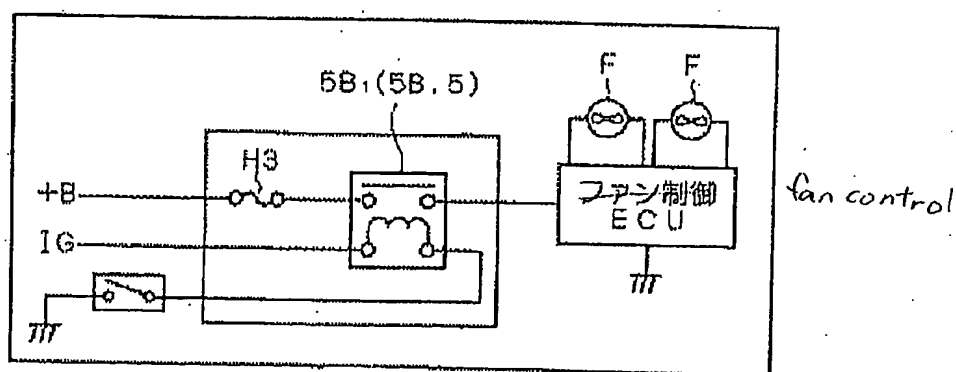 F F
5B₁(5B, 5)
H3
+B
ファン制御
ECU
fan control
IG